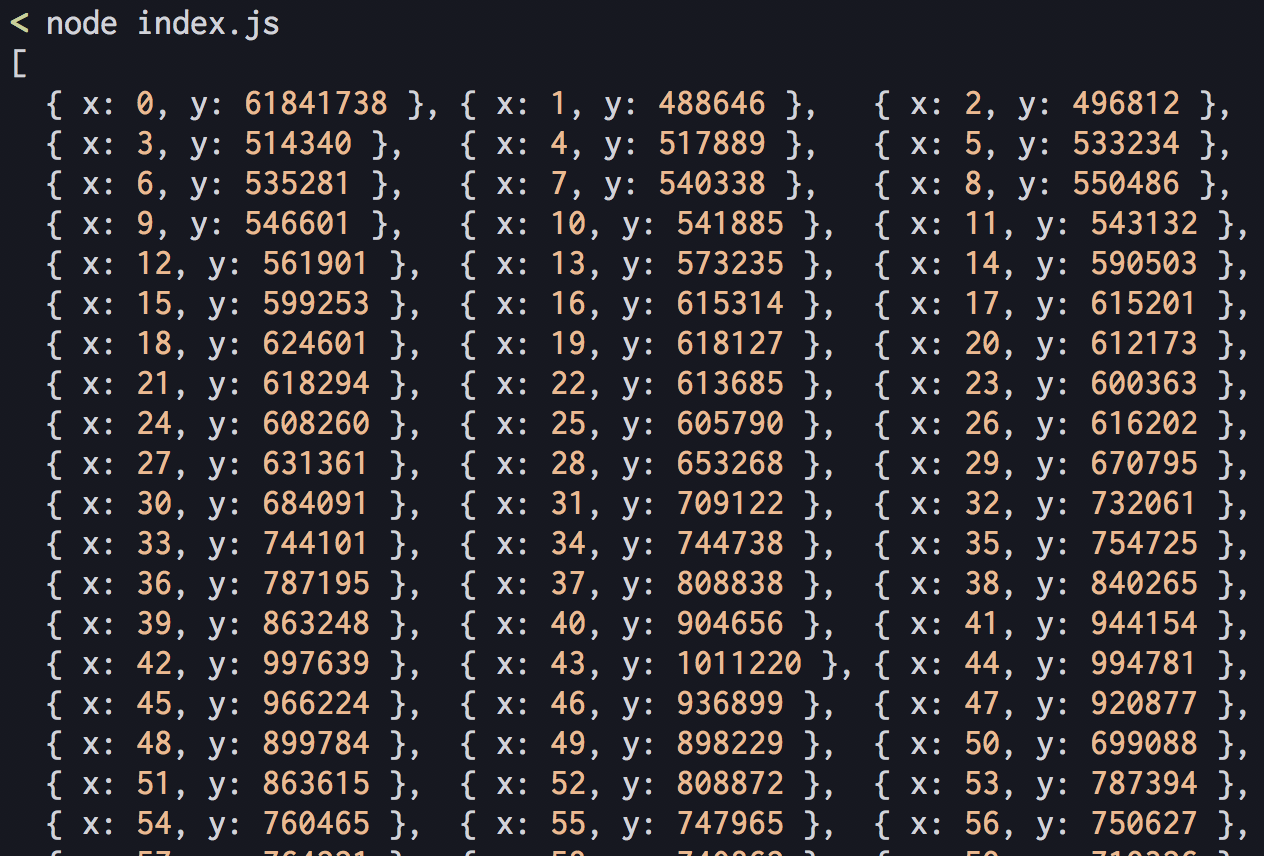 < node index.js
[
{ x: 0, y: 61841738 }, { x: 1, y: 488646 }, { x: 2, y: 496812 },
{ x: 3, y: 514340 }, { x: 4, y: 517889 }, { x: 5, y: 533234 },
{ x: 6, y: 535281 }, { x: 7, y: 540338 }, { x: 8, y: 550486 },
{ x: 9, y: 546601 }, { x: 10, y: 541885 }, { x: 11, y: 543132 },
{ x: 12, y: 561901 }, { x: 13, y: 573235 }, { x: 14, y: 590503 },
{ x: 15, y: 599253 }, { x: 16, y: 615314 }, { x: 17, y: 615201 },
{ x: 18, y: 624601 }, { x: 19, y: 618127 }, { x: 20, y: 612173 },
{ x: 21, y: 618294 }, { x: 22, y: 613685 }, { x: 23, y: 600363 },
{ x: 24, y: 608260 }, { x: 25, y: 605790 }, { x: 26, y: 616202 },
{ x: 27, y: 631361 }, { x: 28, y: 653268 }, { x: 29, y: 670795 },
{ x: 30, y: 684091 }, { x: 31, y: 709122 }, { x: 32, y: 732061 },
{ x: 33, y: 744101 }, { x: 34, y: 744738 }, { x: 35, y: 754725 },
{ x: 36, y: 787195 }, { x: 37, y: 808838 }, { x: 38, y: 840265 },
{ x: 39, y: 863248 }, { x: 40, y: 904656 }, { x: 41, y: 944154 },
{ x: 42, y: 997639 }, { x: 43, y: 1011220 }, { x: 44, y: 994781 },
{ x: 45, y: 966224 }, { x: 46, y: 936899 }, { x: 47, y: 920877 },
{ x: 48, y: 899784 }, { x: 49, y: 898229 }, { x: 50, y: 699088 },
{ x: 51, y: 863615 }, { x: 52, y: 808872 }, { x: 53, y: 787394 },
{ x: 54, y: 760465 }, { x: 55, y: 747965 }, { x: 56, y: 750627 },